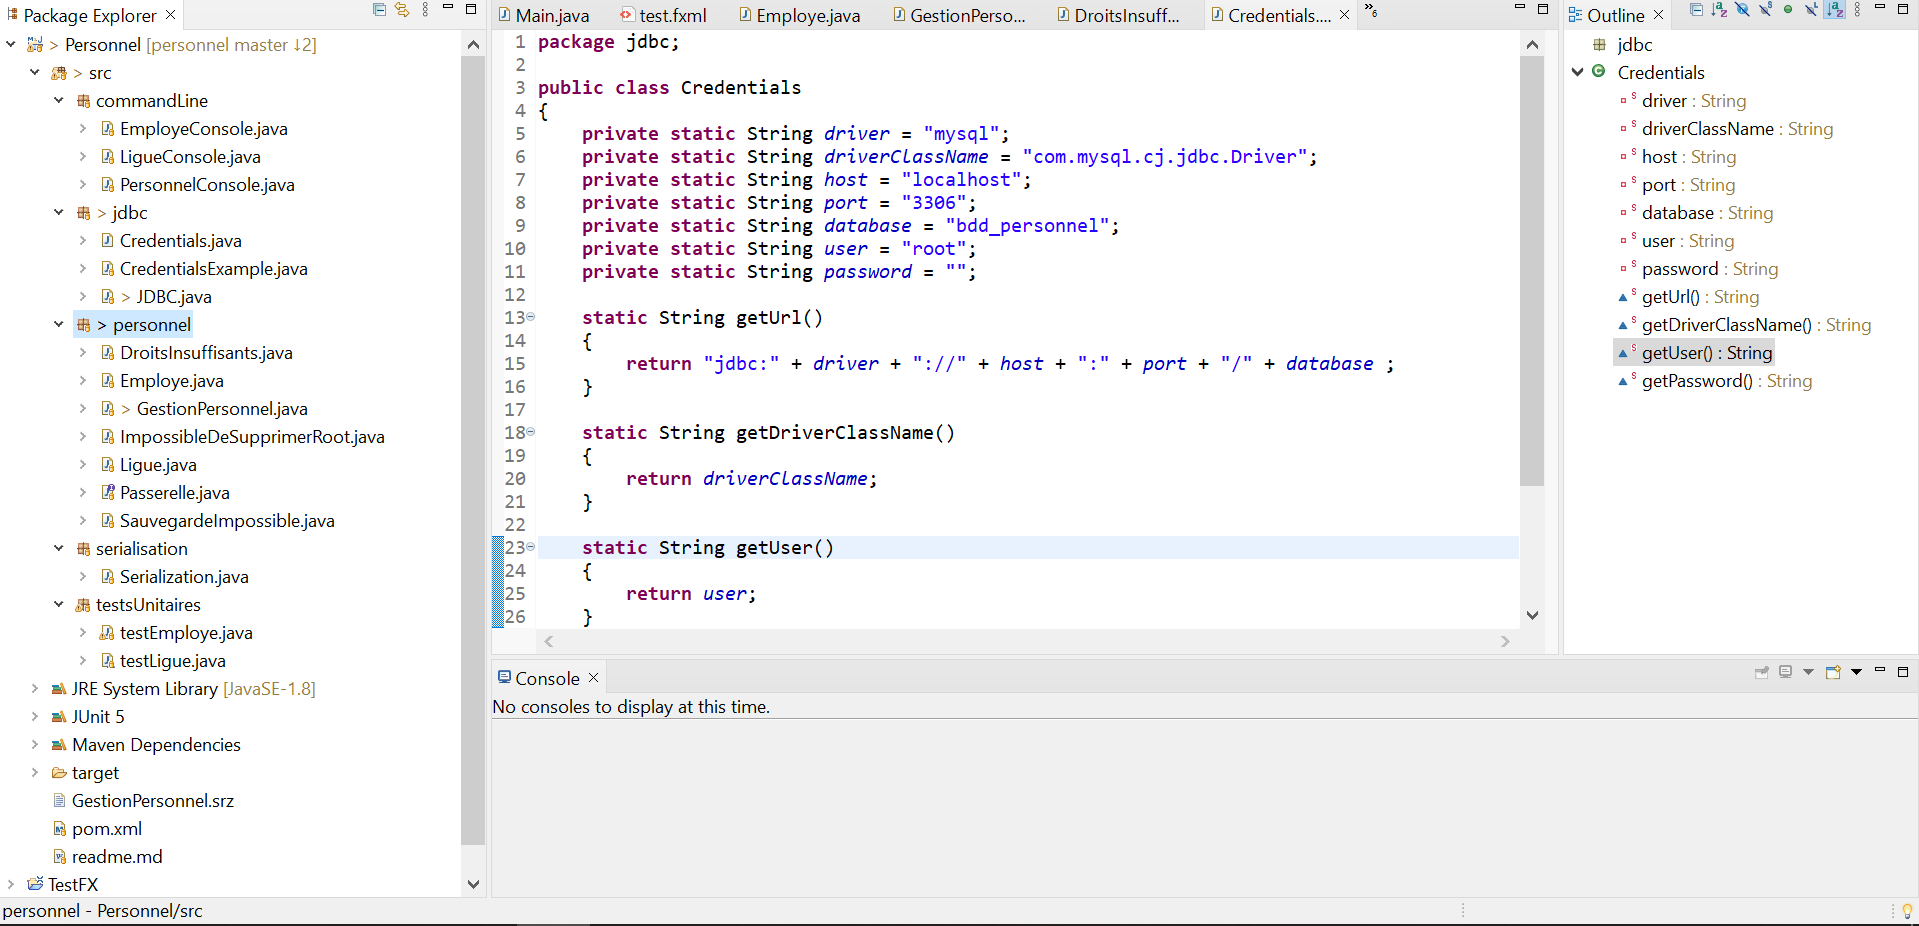 Package Explorer
> Personnel [personnel master ↓2]
> src
commandLine
EmployeConsole.java
LigueConsole.java
PersonnelConsole.java
> jdbc
Credentials.java
CredentialsExample.java
> JDBC.java
> personnel
DroitsInsuffisants.java
Employe.java
> GestionPersonnel.java
ImpossibleDeSupprimerRoot.java
Ligue.java
Passerelle.java
SauvegardeImpossible.java
serialisation
Serialization.java
testsUnitaires
testEmploye.java
testLigue.java
JRE System Library [JavaSE-1.8]
JUnit 5
Maven Dependencies
target
GestionPersonnel.srz
pom.xml
readme.md
TestFX
Main.java test.fxml Employe.java GestionPerso... DroitsInsuff... Credentials.... »6
1 package jdbc;
2
3 public class Credentials
4 {
5 private static String driver = "mysql";
6 private static String driverClassName = "com.mysql.cj.jdbc.Driver";
7 private static String host = "localhost";
8 private static String port = "3306";
9 private static String database = "bdd_personnel";
10 private static String user = "root";
11 private static String password = "";
12
13 static String getUrl()
14 {
15 return "jdbc:" + driver + "://" + host + ":" + port + "/" + database ;
16 }
17
18 static String getDriverClassName()
19 {
20 return driverClassName;
21 }
22
23 static String getUser()
24 {
25 return user;
26 }
Console
No consoles to display at this time.
Outline
jdbc
Credentials
driver : String
driverClassName : String
host : String
port : String
database : String
user : String
password : String
getUrl() : String
getDriverClassName() : String
getUser() : String
getPassword() : String
personnel - Personnel/src